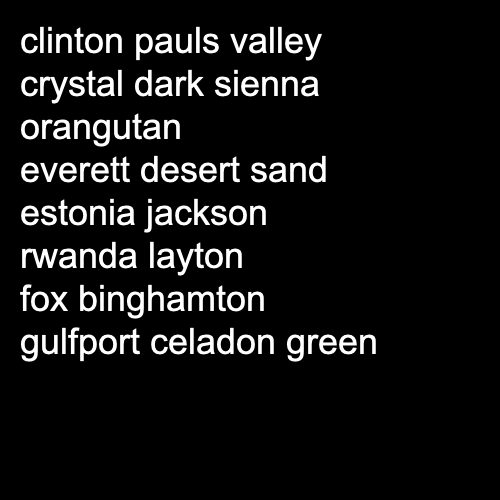 clinton pauls valley
crystal dark sienna
orangutan
everett desert sand
estonia jackson
rwanda layton
fox binghamton
gulfport celadon green